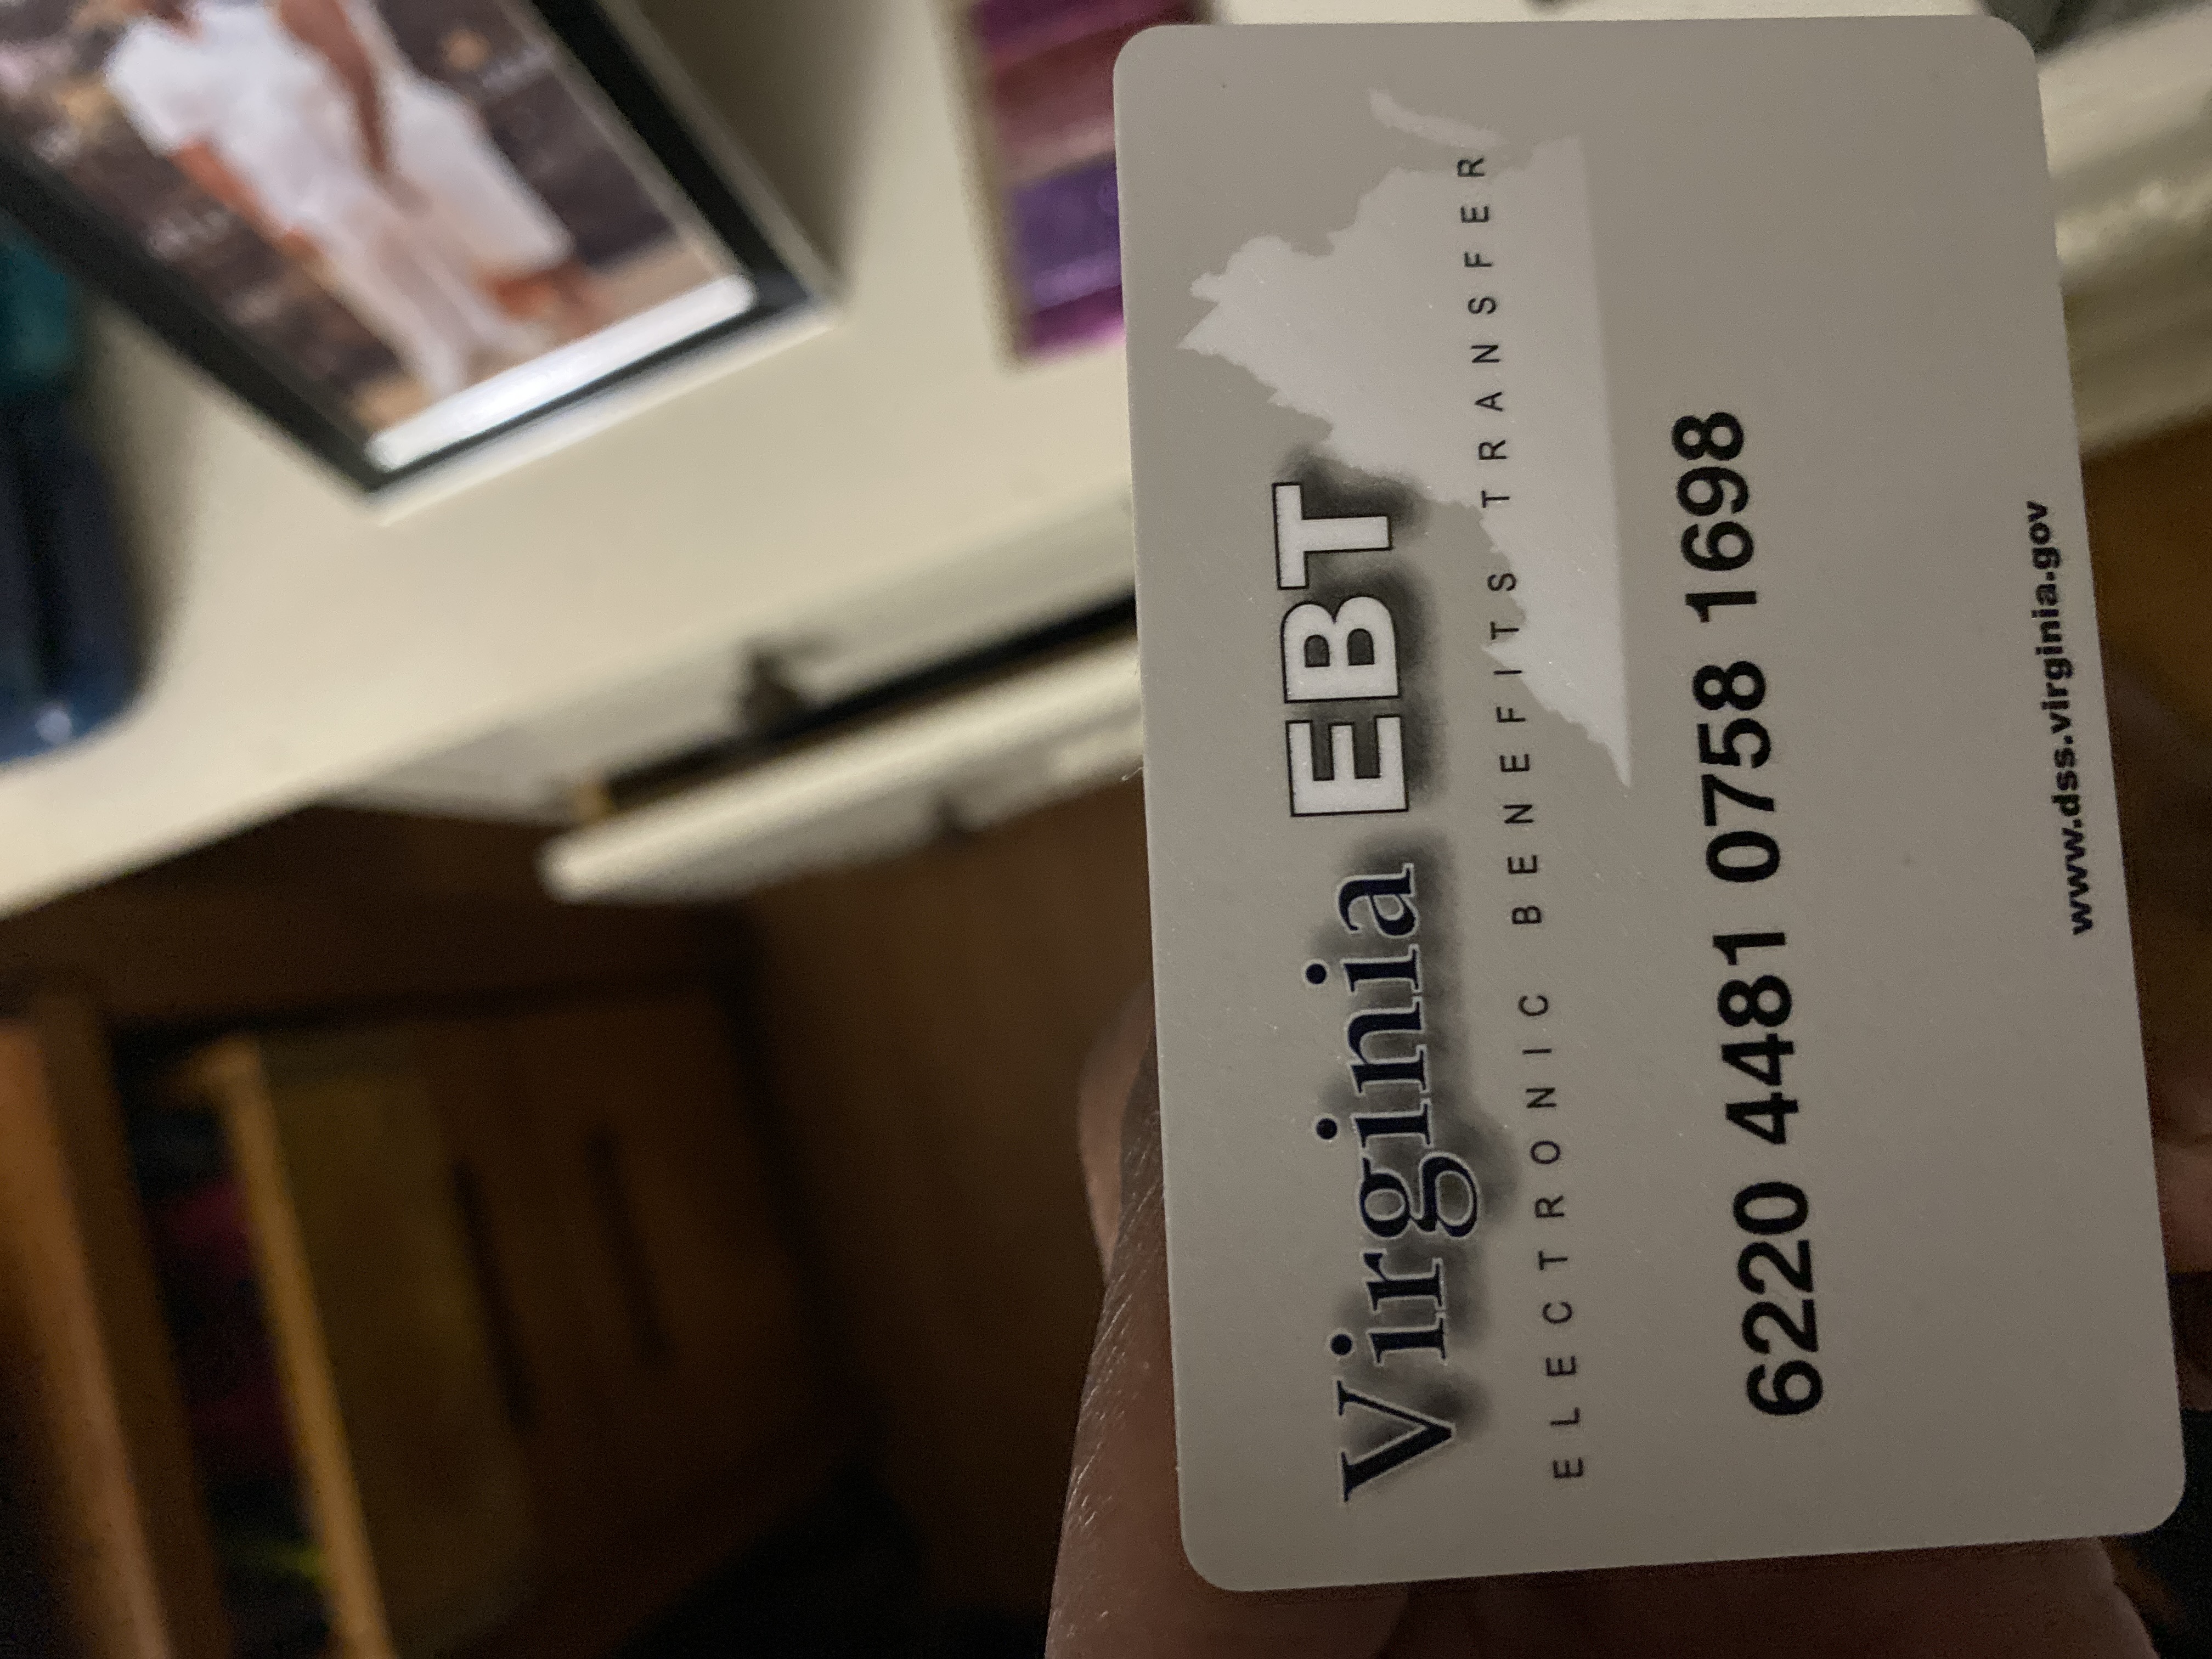 Virginia EBT
ELECTRONIC BENEFITS TRANSFER
6220 4481 0758 1698
www.dss.virginia.gov